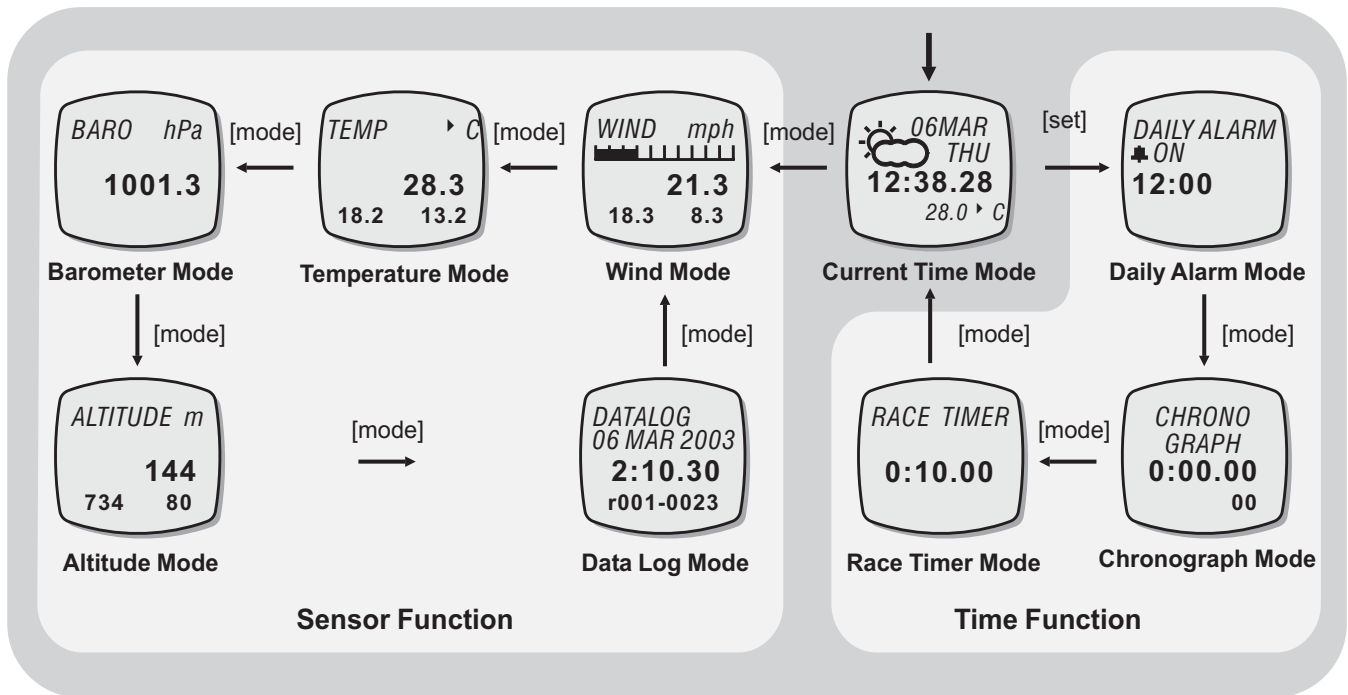 BARO hPa
1001.3
Barometer Mode
[mode]
TEMP ‣ C
28.3
18.2 13.2
Temperature Mode
[mode]
WIND mph
21.3
18.3 8.3
Wind Mode
[mode]
06MAR
THU
12:38.28
28.0 ‣ C
Current Time Mode
[set]
DAILY ALARM
ON
12:00
Daily Alarm Mode
[mode]
[mode]
[mode]
[mode]
ALTITUDE m
144
734 80
Altitude Mode
[mode]
DATALOG
06 MAR 2003
2:10.30
r001-0023
Data Log Mode
RACE TIMER
0:10.00
Race Timer Mode
[mode]
CHRONO
GRAPH
0:00.00
00
Chronograph Mode
Sensor Function
Time Function